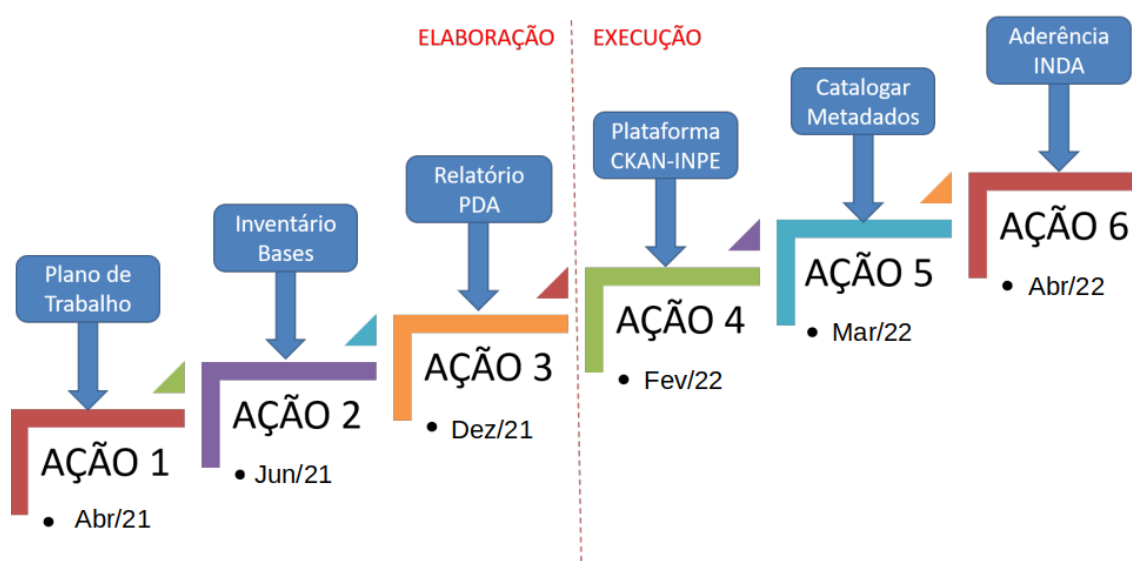 ELABORAÇÃO
EXECUÇÃO
Plano de
Trabalho
AÇÃO 1
• Abr/21
Inventário
Bases
AÇÃO 2
• Jun/21
Relatório
PDA
AÇÃO 3
• Dez/21
Plataforma
CKAN-INPE
AÇÃO 4
• Fev/22
Catalogar
Metadados
AÇÃO 5
• Mar/22
Aderência
INDA
AÇÃO 6
• Abr/22